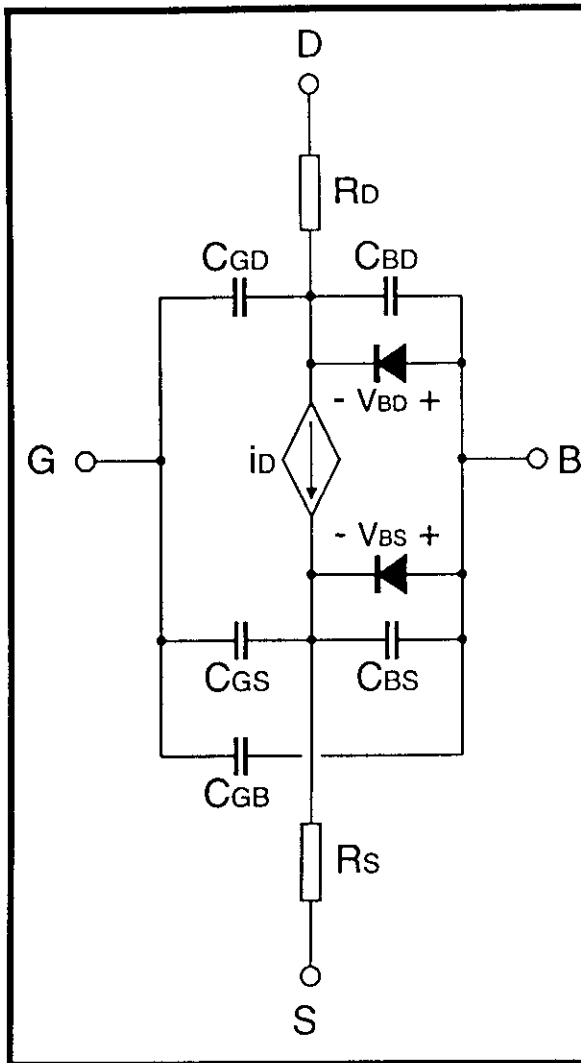 D
RD
CGD CBD
- VBD +
G iD B
- VBS +
CGS CBS
CGB
RS
S